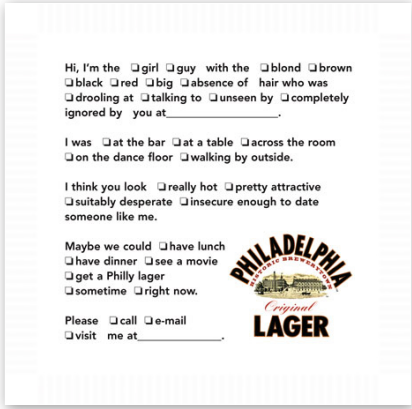 Hi, I'm the ❑girl ❑guy with the ❑blond ❑brown
❑black ❑red ❑big ❑absence of hair who was
❑drooling at ❑talking to ❑unseen by ❑completely
ignored by you at____________________.
I was ❑at the bar ❑at a table ❑across the room
❑on the dance floor ❑walking by outside.
I think you look ❑really hot ❑pretty attractive
❑suitably desperate ❑insecure enough to date
someone like me.
Maybe we could ❑have lunch
❑have dinner ❑see a movie
❑get a Philly lager
❑sometime ❑right now.
Please ❑call ❑e-mail
❑visit me at_______________.
PHILADELPHIA
HISTORIC BREWERYTOWN
Original
LAGER